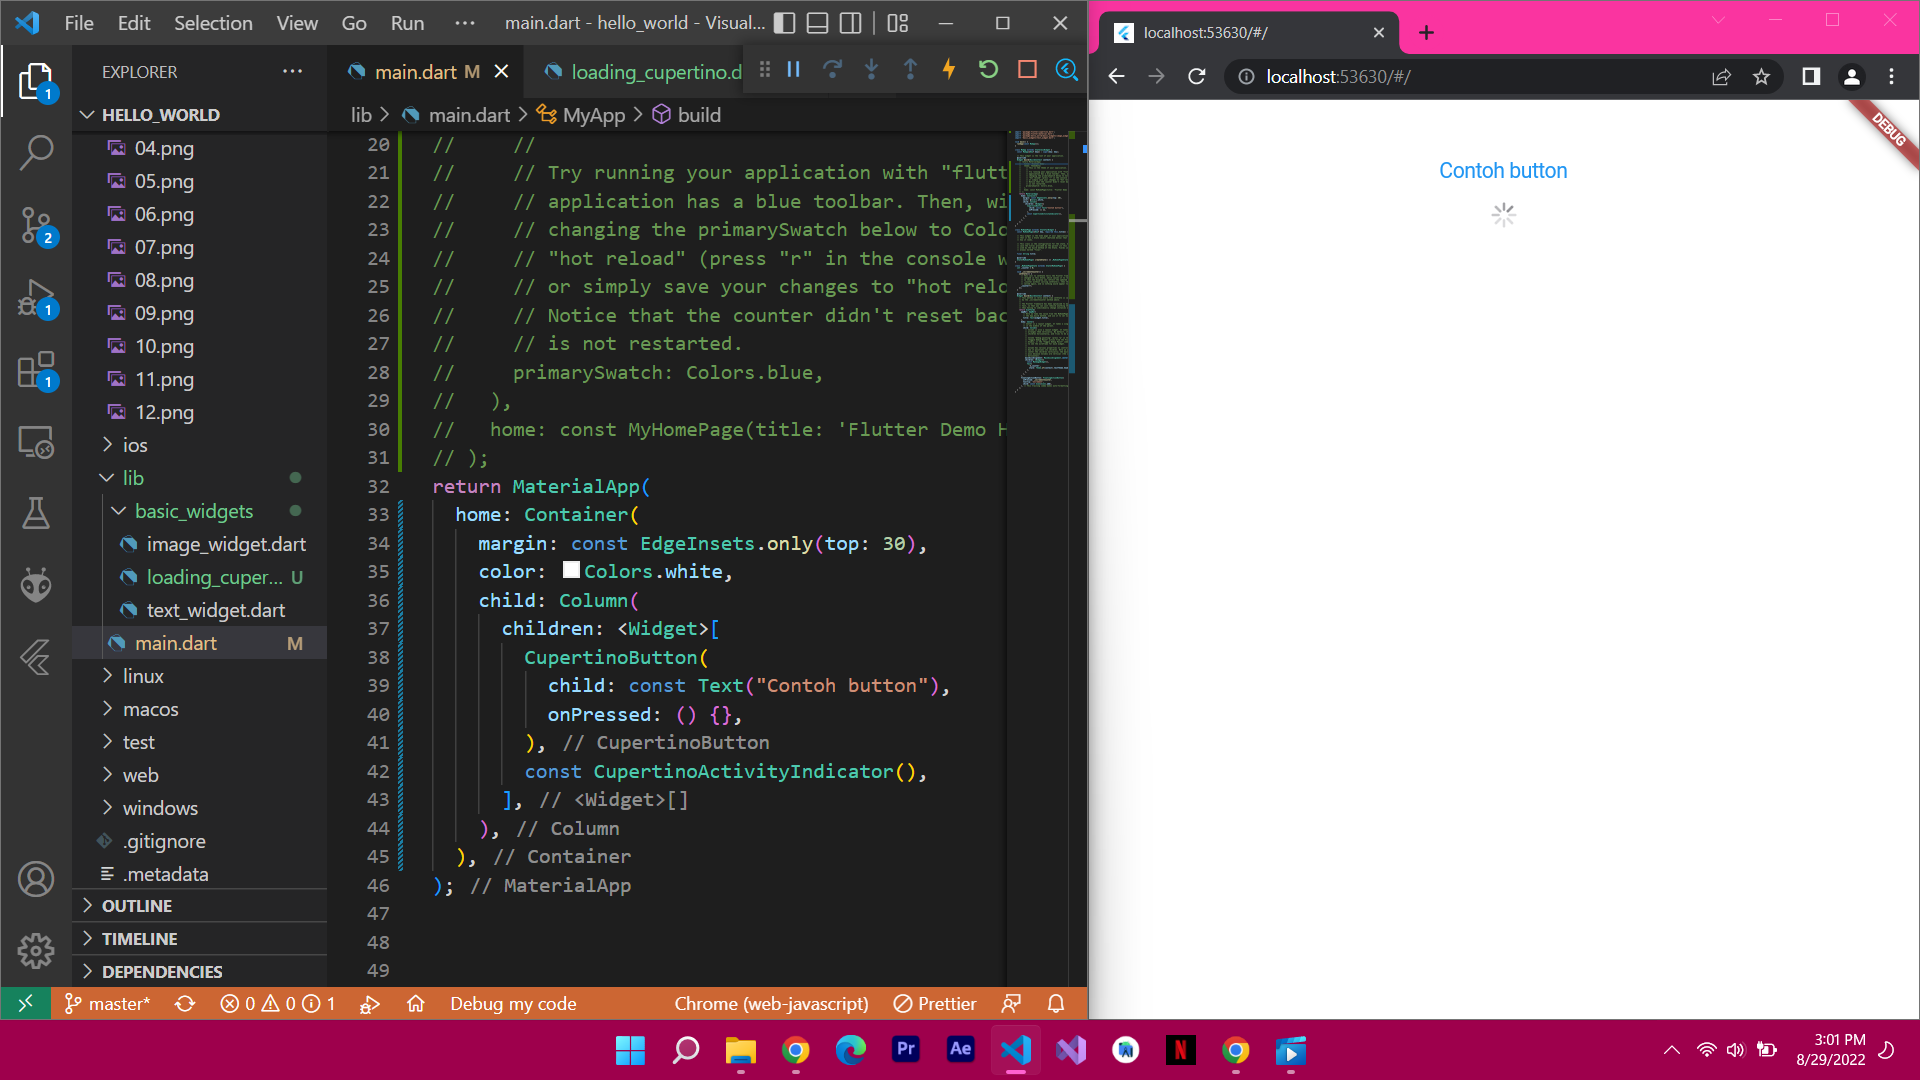 File Edit Selection View Go Run ··· main.dart - hello_world - Visual...
EXPLORER
HELLO_WORLD
04.png
05.png
06.png
07.png
08.png
09.png
10.png
11.png
12.png
ios
lib
basic_widgets
image_widget.dart
loading_cuper... U
text_widget.dart
main.dart M
linux
macos
test
web
windows
.gitignore
.metadata
OUTLINE
TIMELINE
DEPENDENCIES
1
2
1
1
main.dart M
loading_cupertino.d
lib > main.dart > MyApp > build
20 // //
21 // // Try running your application with "flutt
22 // // application has a blue toolbar. Then, wi
23 // // changing the primarySwatch below to Colo
24 // // "hot reload" (press "r" in the console w
25 // // or simply save your changes to "hot relo
26 // // Notice that the counter didn't reset bac
27 // // is not restarted.
28 // primarySwatch: Colors.blue,
29 // ),
30 // home: const MyHomePage(title: 'Flutter Demo H
31 // );
32 return MaterialApp(
33 home: Container(
34 margin: const EdgeInsets.only(top: 30),
35 color: Colors.white,
36 child: Column(
37 children: <Widget>[
38 CupertinoButton(
39 child: const Text("Contoh button"),
40 onPressed: () {},
41 ), // CupertinoButton
42 const CupertinoActivityIndicator(),
43 ], // <Widget>[]
44 ), // Column
45 ), // Container
46 ); // MaterialApp
47
48
49
master* 0 0 1 Debug my code Chrome (web-javascript) Prettier
localhost:53630/#/
localhost:53630/#/
DEBUG
Contoh button
Pr
Ae
N
3:01 PM
8/29/2022